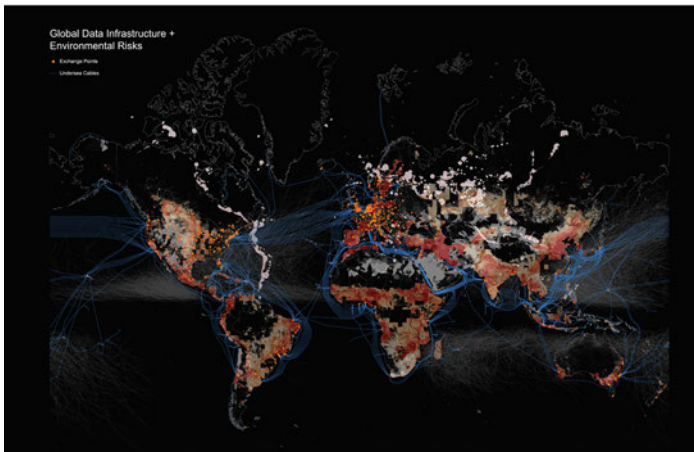 Global Data Infrastructure +
Environmental Risks
Exchange Points
Undersea Cables